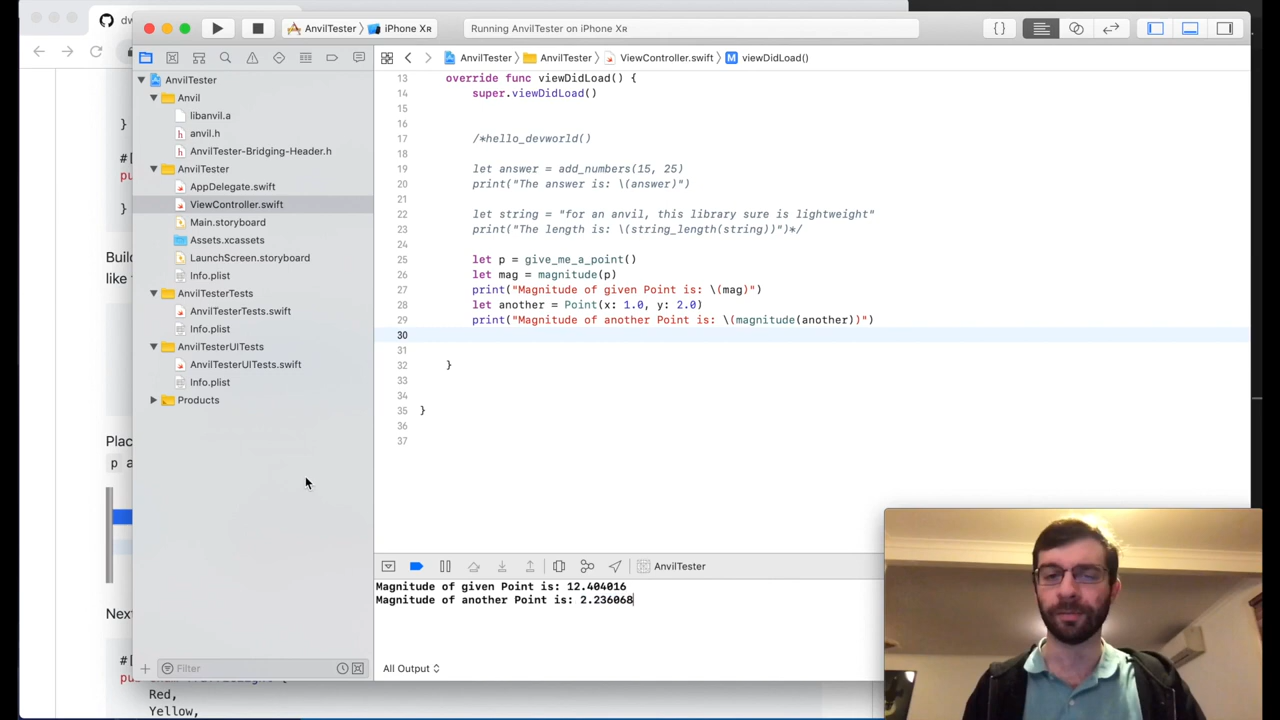 dw
AnvilTester
iPhone Xʀ
Running AnvilTester on iPhone Xʀ
AnvilTester
AnvilTester
ViewController.swift
M
viewDidLoad()
AnvilTester
Anvil
libanvil.a
anvil.h
AnvilTester-Bridging-Header.h
AnvilTester
AppDelegate.swift
ViewController.swift
Main.storyboard
Assets.xcassets
LaunchScreen.storyboard
Info.plist
AnvilTesterTests
AnvilTesterTests.swift
Info.plist
AnvilTesterUITests
AnvilTesterUITests.swift
Info.plist
Products
Filter
13 override func viewDidLoad() {
14 super.viewDidLoad()
15
16
17 /*hello_devworld()
18
19 let answer = add_numbers(15, 25)
20 print("The answer is: \(answer)")
21
22 let string = "for an anvil, this library sure is lightweight"
23 print("The length is: \(string_length(string))")*/
24
25 let p = give_me_a_point()
26 let mag = magnitude(p)
27 print("Magnitude of given Point is: \(mag)")
28 let another = Point(x: 1.0, y: 2.0)
29 print("Magnitude of another Point is: \(magnitude(another))")
30
31
32 }
33
34
35 }
36
37
AnvilTester
Magnitude of given Point is: 12.404016
Magnitude of another Point is: 2.236068
All Output
}
#[
pu
}
Buil
like
Plac
p a
Next
#[
Red,
Yellow,